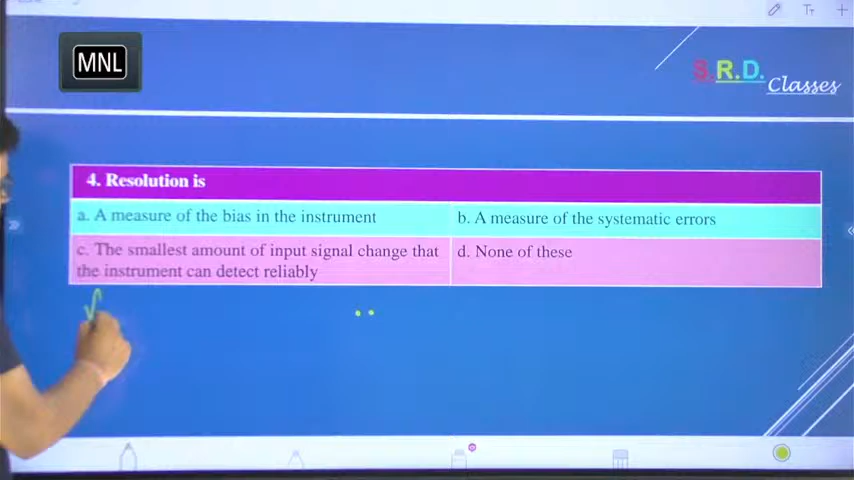 MNL
S.R.D.
Classes
4. Resolution is
a. A measure of the bias in the instrument
b. A measure of the systematic errors
c. The smallest amount of input signal change that
the instrument can detect reliably
d. None of these